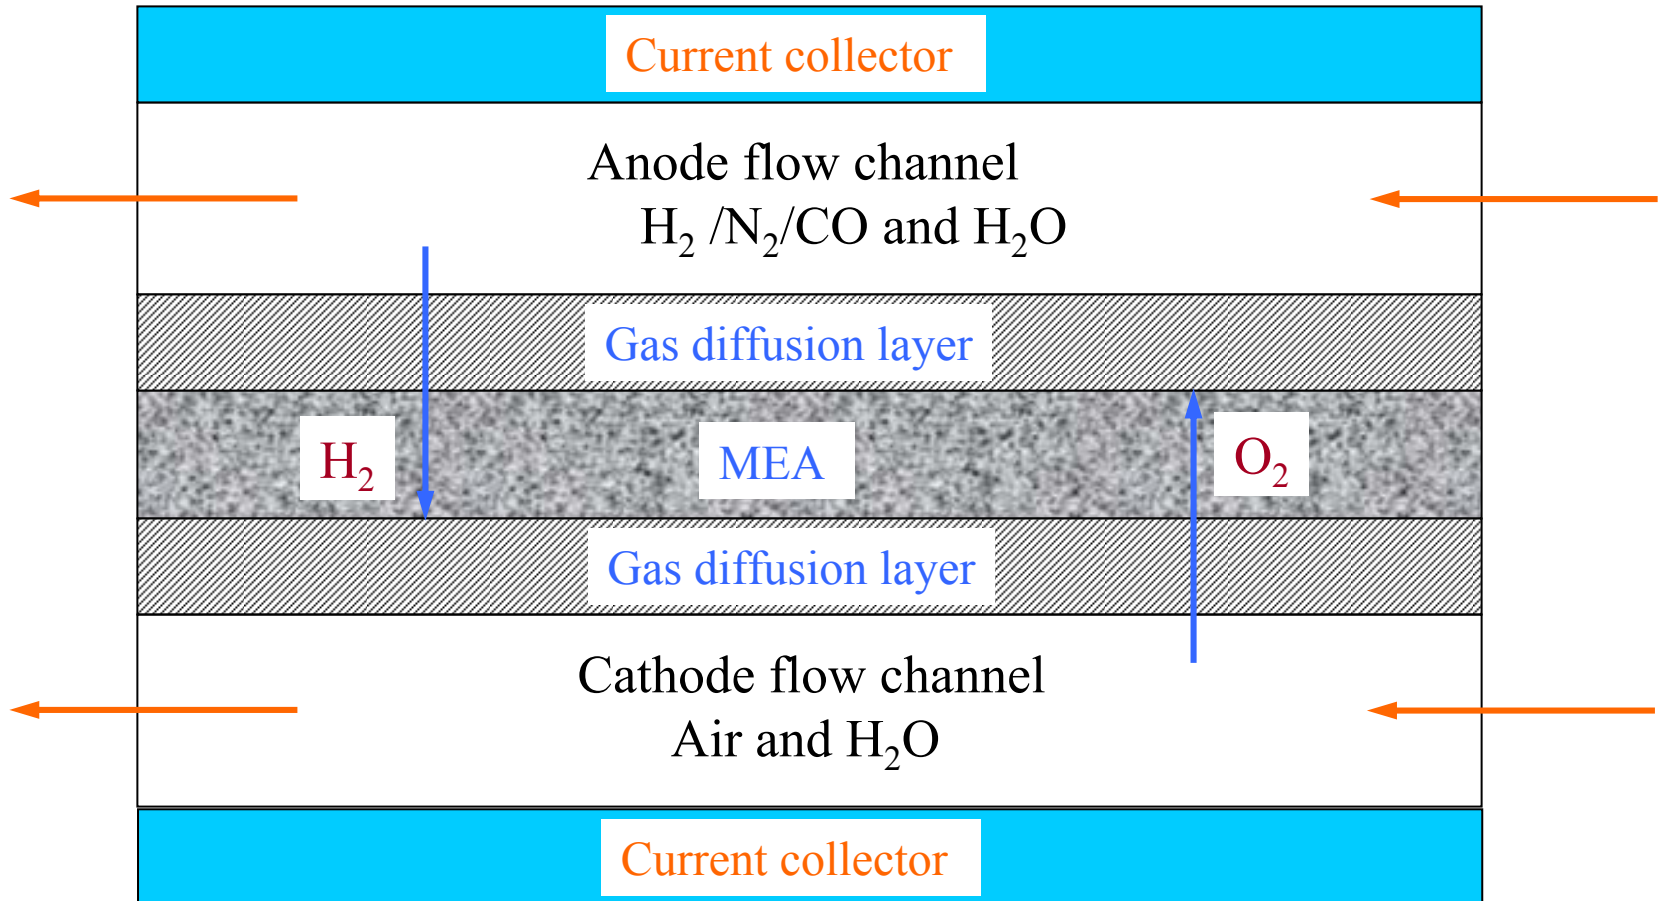 Current collector
Anode flow channel
H₂ /N₂/CO and H₂O
Gas diffusion layer
H₂
MEA
O₂
Gas diffusion layer
Cathode flow channel
Air and H₂O
Current collector